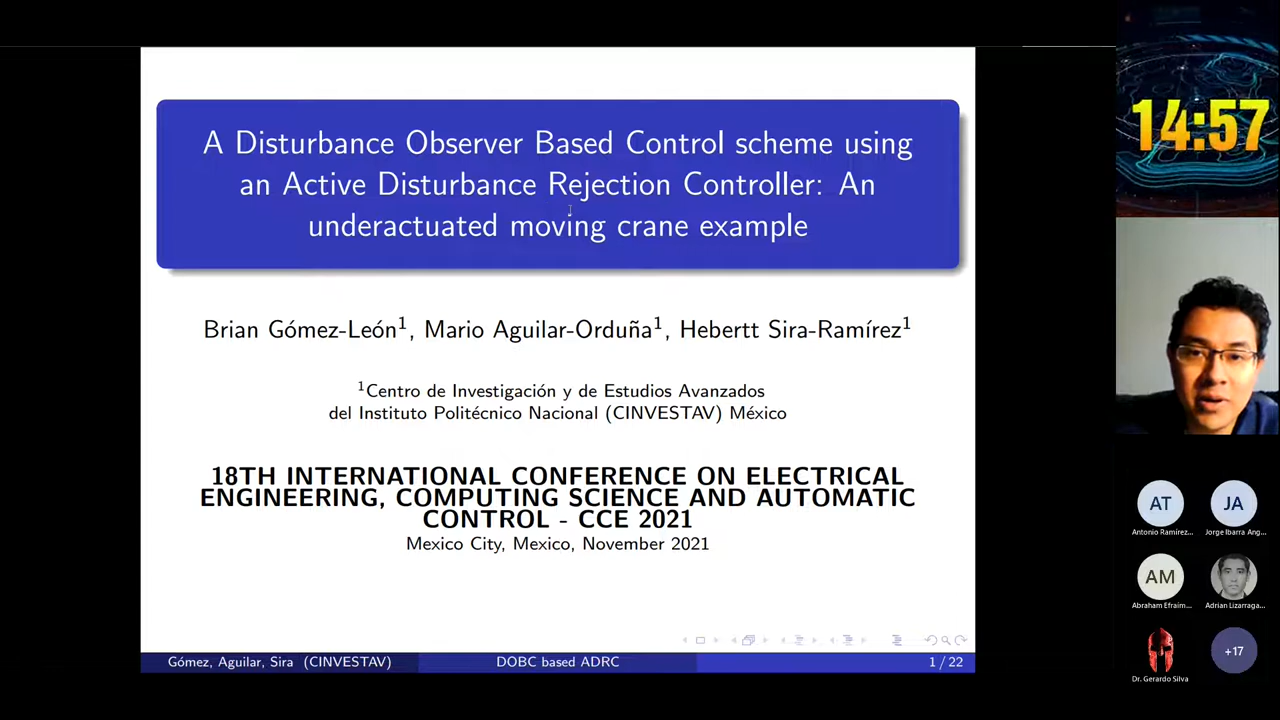 A Disturbance Observer Based Control scheme using
an Active Disturbance Rejection Controller: An
underactuated moving crane example
Brian Gómez-León1, Mario Aguilar-Orduña1, Hebertt Sira-Ramírez1
1Centro de Investigación y de Estudios Avanzados
del Instituto Politécnico Nacional (CINVESTAV) México
18TH INTERNATIONAL CONFERENCE ON ELECTRICAL
ENGINEERING, COMPUTING SCIENCE AND AUTOMATIC
CONTROL - CCE 2021
Mexico City, Mexico, November 2021
Gómez, Aguilar, Sira (CINVESTAV)
DOBC based ADRC
1 / 22
14:57
AT
JA
Antonio Ramírez...
Jorge Ibarra Ang...
AM
Abraham Efraím...
Adrian Lizarraga...
+17
Dr. Gerardo Silva